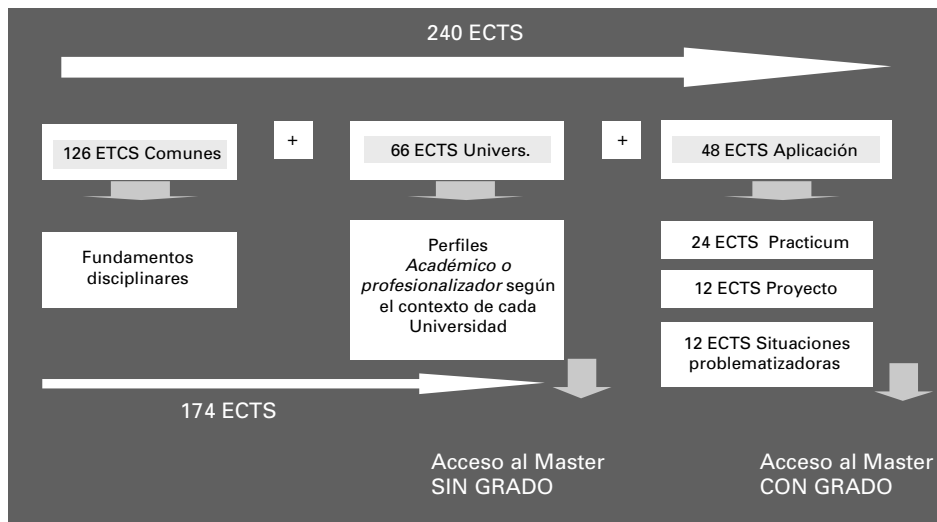 240 ECTS
126 ETCS Comunes
+
66 ECTS Univers.
+
48 ECTS Aplicación
Fundamentos
disciplinares
Perfiles
Académico o
profesionalizador según
el contexto de cada
Universidad
24 ECTS Practicum
12 ECTS Proyecto
12 ECTS Situaciones
problematizadoras
174 ECTS
Acceso al Master
SIN GRADO
Acceso al Master
CON GRADO